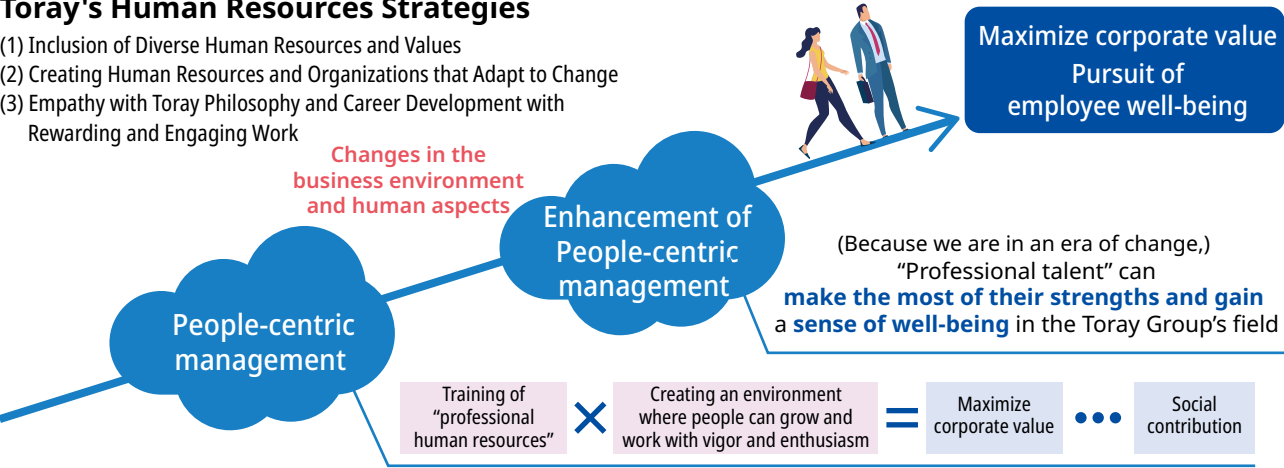 Toray's Human Resources Strategies
(1) Inclusion of Diverse Human Resources and Values
(2) Creating Human Resources and Organizations that Adapt to Change
(3) Empathy with Toray Philosophy and Career Development with
Rewarding and Engaging Work
Maximize corporate value
Pursuit of
employee well-being
Changes in the
business environment
and human aspects
Enhancement of
People-centric
management
(Because we are in an era of change,)
“Professional talent” can
make the most of their strengths and gain
a sense of well-being in the Toray Group’s field
People-centric
management
Training of
“professional
human resources”
×
Creating an environment
where people can grow and
work with vigor and enthusiasm
=
Maximize
corporate value
•••
Social
contribution